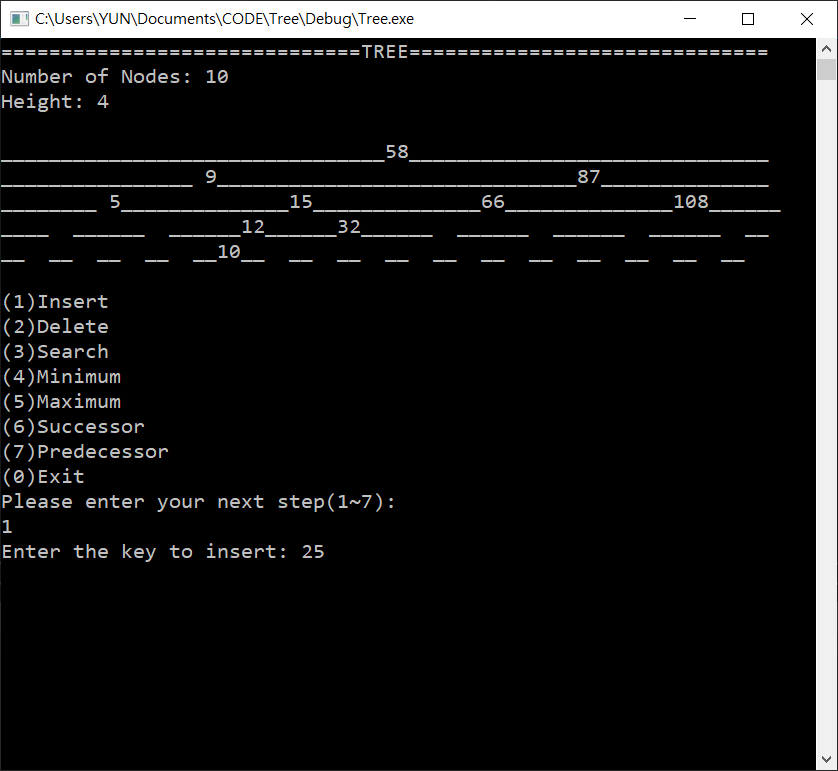 C:\Users\YUN\Documents\CODE\Tree\Debug\Tree.exe
==============================TREE==============================
Number of Nodes: 10
Height: 4
________________________________58______________________________
________________ 9______________________________87______________
________ 5______________15______________66______________108______
____  ______  ______12______32______  ______  ______  ______  __
__  __  __  __  __10__  __  __  __  __  __  __  __  __  __  __
(1)Insert
(2)Delete
(3)Search
(4)Minimum
(5)Maximum
(6)Successor
(7)Predecessor
(0)Exit
Please enter your next step(1~7):
1
Enter the key to insert: 25